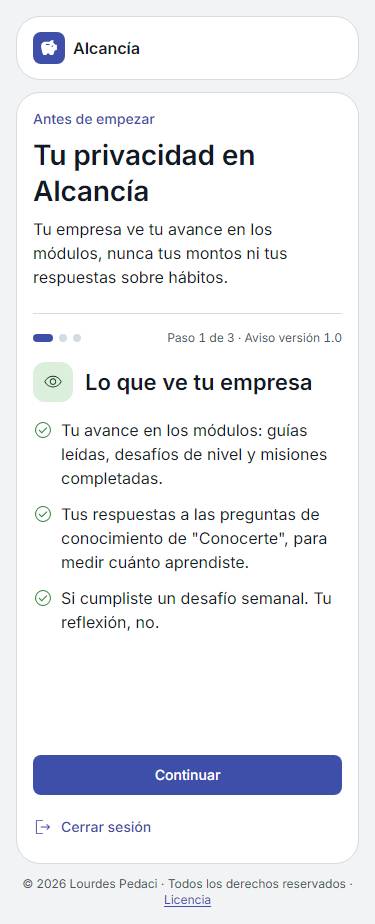 Alcancía
Antes de empezar
Tu privacidad en
Alcancía
Tu empresa ve tu avance en los
módulos, nunca tus montos ni tus
respuestas sobre hábitos.
Paso 1 de 3 · Aviso versión 1.0
Lo que ve tu empresa
Tu avance en los módulos: guías
leídas, desafíos de nivel y misiones
completadas.
Tus respuestas a las preguntas de
conocimiento de "Conocerte", para
medir cuánto aprendiste.
Si cumpliste un desafío semanal. Tu
reflexión, no.
Continuar
Cerrar sesión
© 2026 Lourdes Pedaci · Todos los derechos reservados ·
Licencia